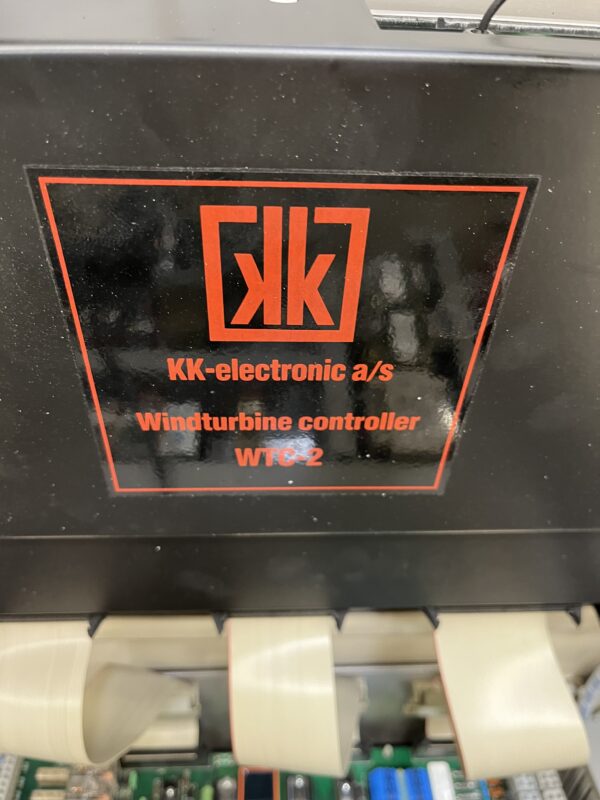 kk
KK-electronic a/s
Windturbine controller
WTC-2